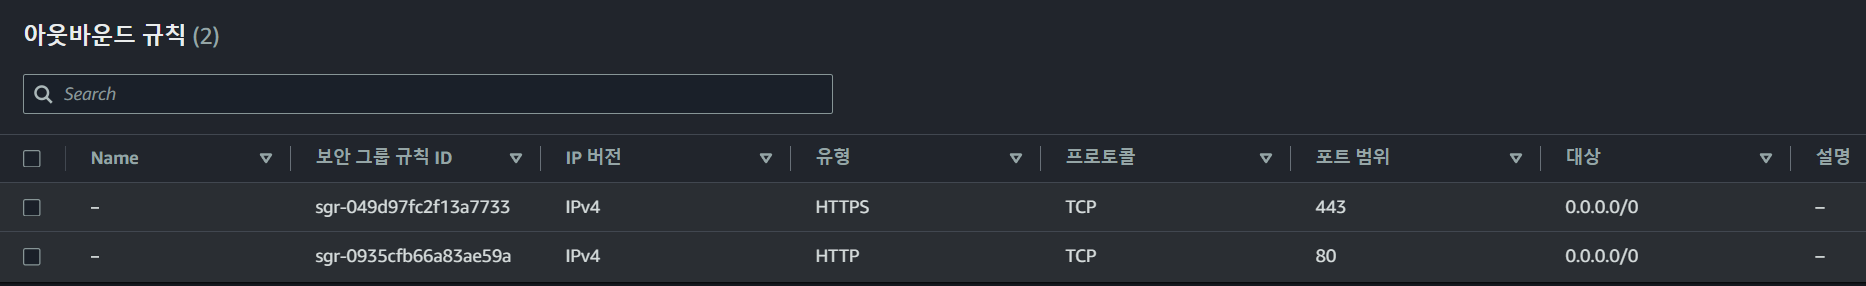 아웃바운드 규칙 (2)
Search
Name 보안 그룹 규칙 ID IP 버전 유형 프로토콜 포트 범위 대상 설명
– sgr-049d97fc2f13a7733 IPv4 HTTPS TCP 443 0.0.0.0/0 –
– sgr-0935cfb66a83ae59a IPv4 HTTP TCP 80 0.0.0.0/0 –